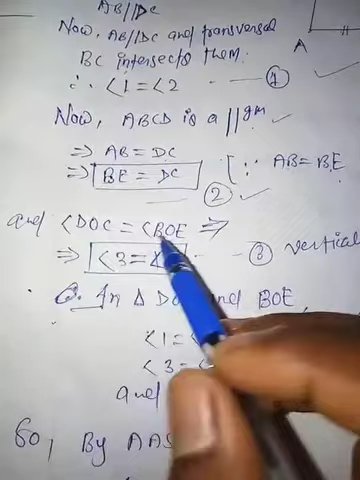 AB//DC
Now, AB//DC and transversal
A
BC intersects them.
∴ <1 = <2 ---- ①
Now, ABCD is a //gm
⇒ AB = DC
⇒ BE = DC [∵ AB = BE
②
and <DOC = <BOE ⇒
⇒ <3 = < -- ③ vertical
In Δ DO and BOE,
<1 = <
<3 = <
and
So, By AAS